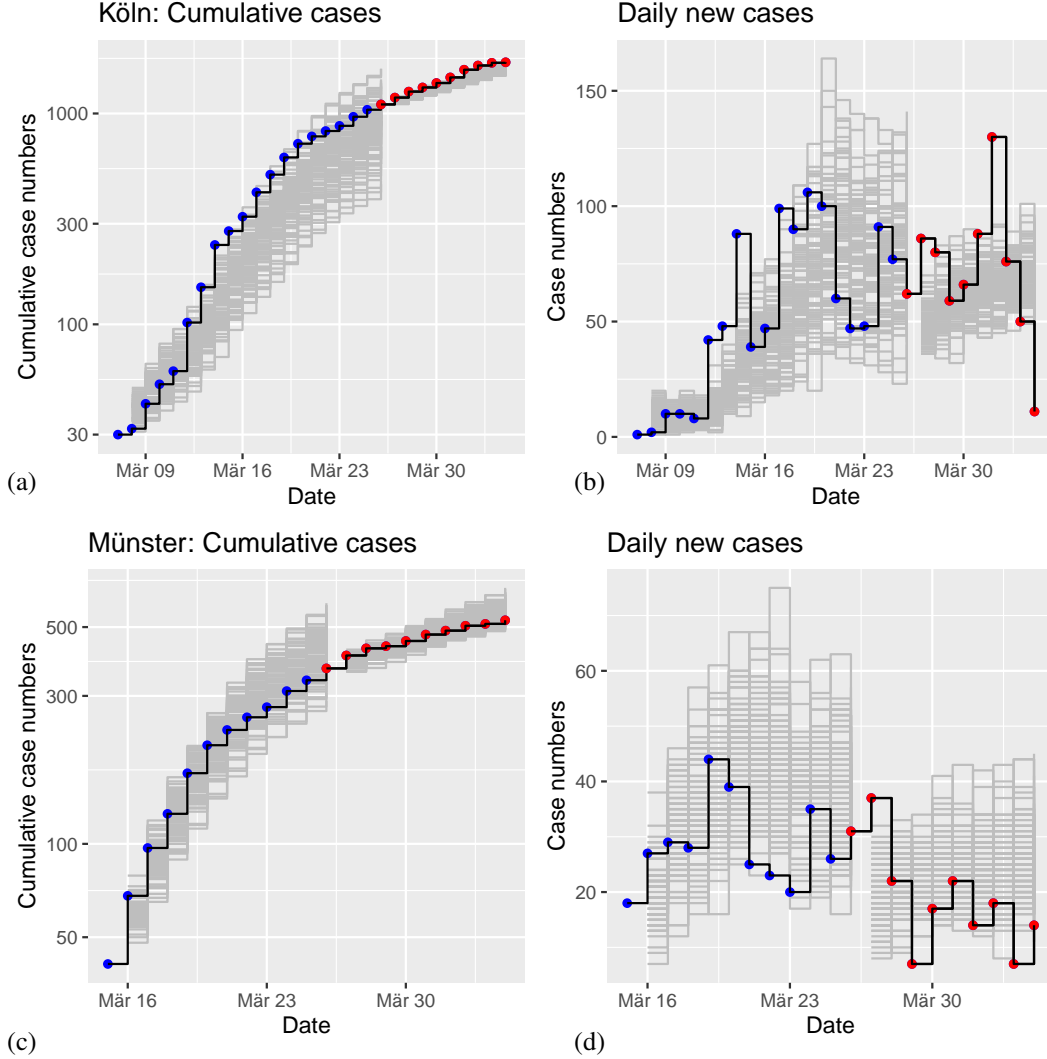 Köln: Cumulative cases
Daily new cases
Cumulative case numbers
1000
300
100
30
Mär 09
Mär 16
Mär 23
Mär 30
Date
(a)
Case numbers
150
100
50
0
Mär 09
Mär 16
Mär 23
Mär 30
Date
(b)
Münster: Cumulative cases
Daily new cases
Cumulative case numbers
500
300
100
50
Mär 16
Mär 23
Mär 30
Date
(c)
Case numbers
60
40
20
Mär 16
Mär 23
Mär 30
Date
(d)